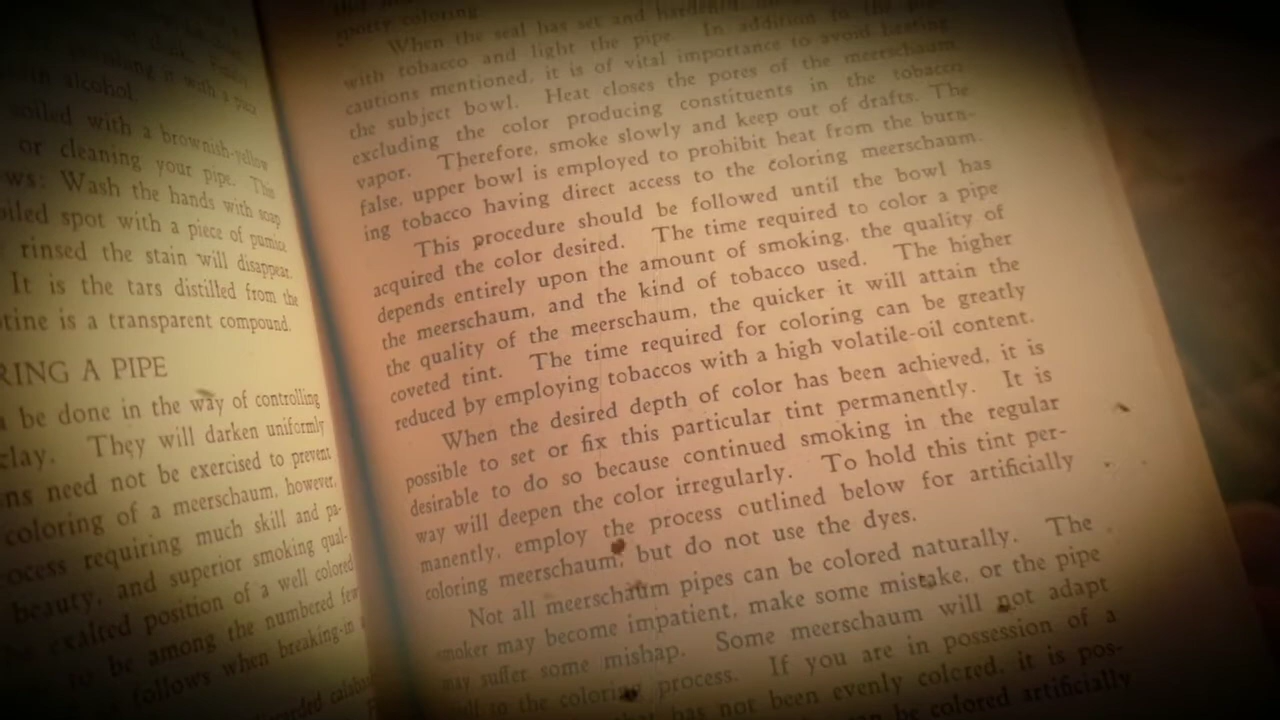 in alcohol.
soiled with a brownish-yellow
or cleaning your pipe. This
ws: Wash the hands with soap
oiled spot with a piece of pumice
rinsed the stain will disappear.
It is the tars distilled from the
otine is a transparent compound.
RING A PIPE
be done in the way of controlling
clay. They will darken uniformly
ns need not be exercised to prevent
coloring of a meerschaum, however,
ocess requiring much skill and pa-
beauty, and superior smoking qual-
exalted position of a well colored
to be among the numbered few
follows when breaking-in
spotty coloring
When the seal has set and hardened,
with tobacco and light the pipe. In addition to the
cautions mentioned, it is of vital importance to avoid heating
the subject bowl. Heat closes the pores of the meerschaum
excluding the color producing constituents in the tobacco
vapor. Therefore, smoke slowly and keep out of drafts. The
false, upper bowl is employed to prohibit heat from the burn-
ing tobacco having direct access to the coloring meerschaum.
This procedure should be followed until the bowl has
acquired the color desired. The time required to color a pipe
depends entirely upon the amount of smoking, the quality of
the meerschaum, and the kind of tobacco used. The higher
the quality of the meerschaum, the quicker it will attain the
coveted tint. The time required for coloring can be greatly
reduced by employing tobaccos with a high volatile-oil content.
When the desired depth of color has been achieved, it is
possible to set or fix this particular tint permanently. It is
desirable to do so because continued smoking in the regular
way will deepen the color irregularly. To hold this tint per-
manently, employ the process outlined below for artificially
coloring meerschaum, but do not use the dyes.
Not all meerschaum pipes can be colored naturally. The
smoker may become impatient, make some mistake, or the pipe
may suffer some mishap. Some meerschaum will not adapt
to the coloring process. If you are in possession of a
that has not been evenly colored, it is pos-
be colored artificially